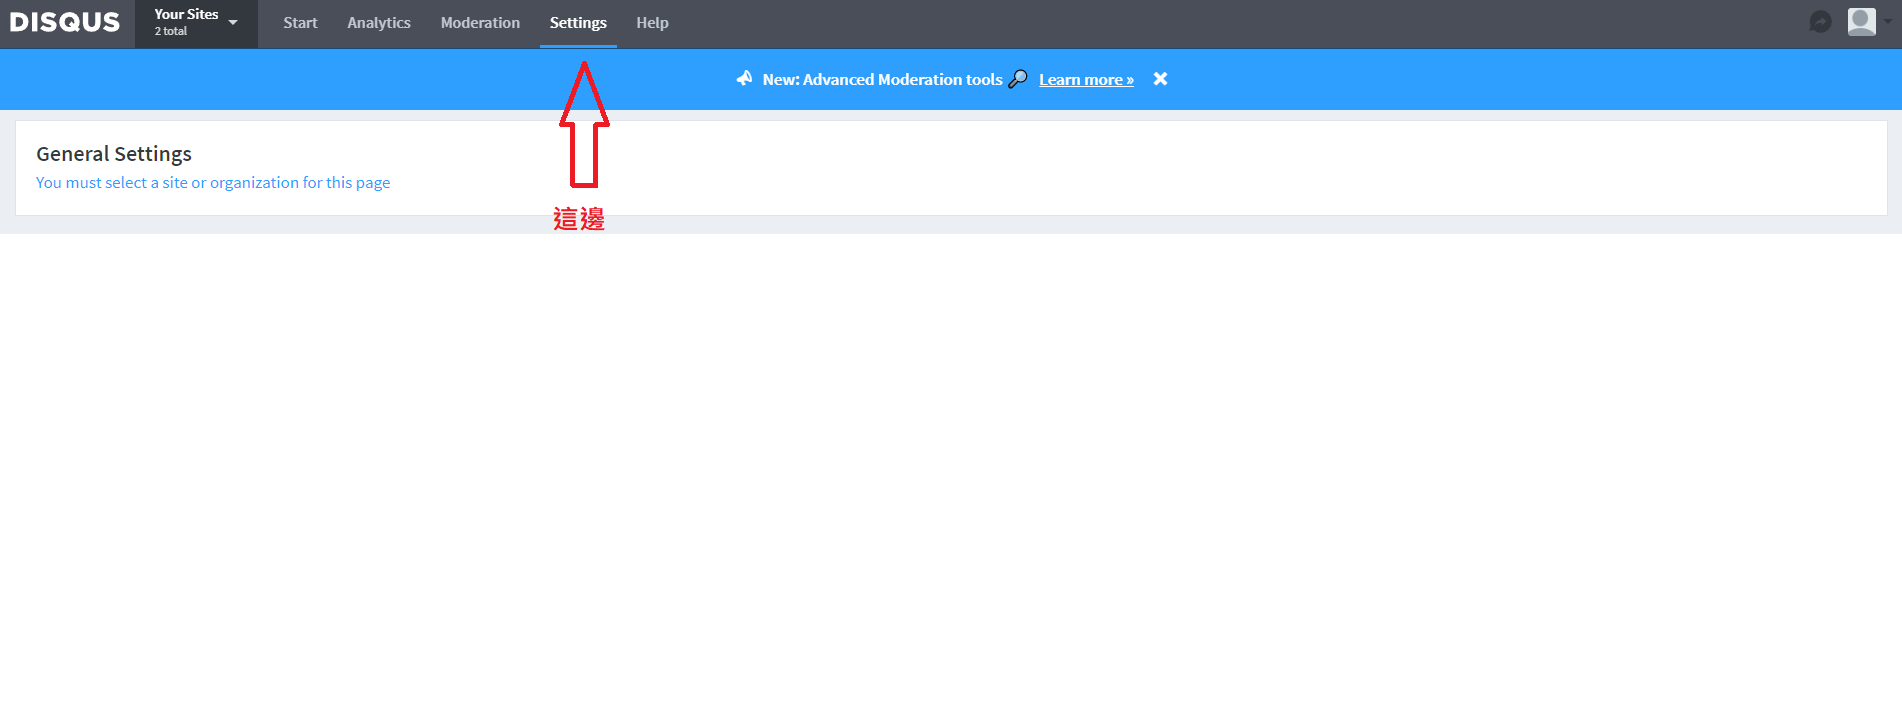 DISQUS
Your Sites
2 total
Start
Analytics
Moderation
Settings
Help
New: Advanced Moderation tools Learn more »
General Settings
You must select a site or organization for this page
這邊